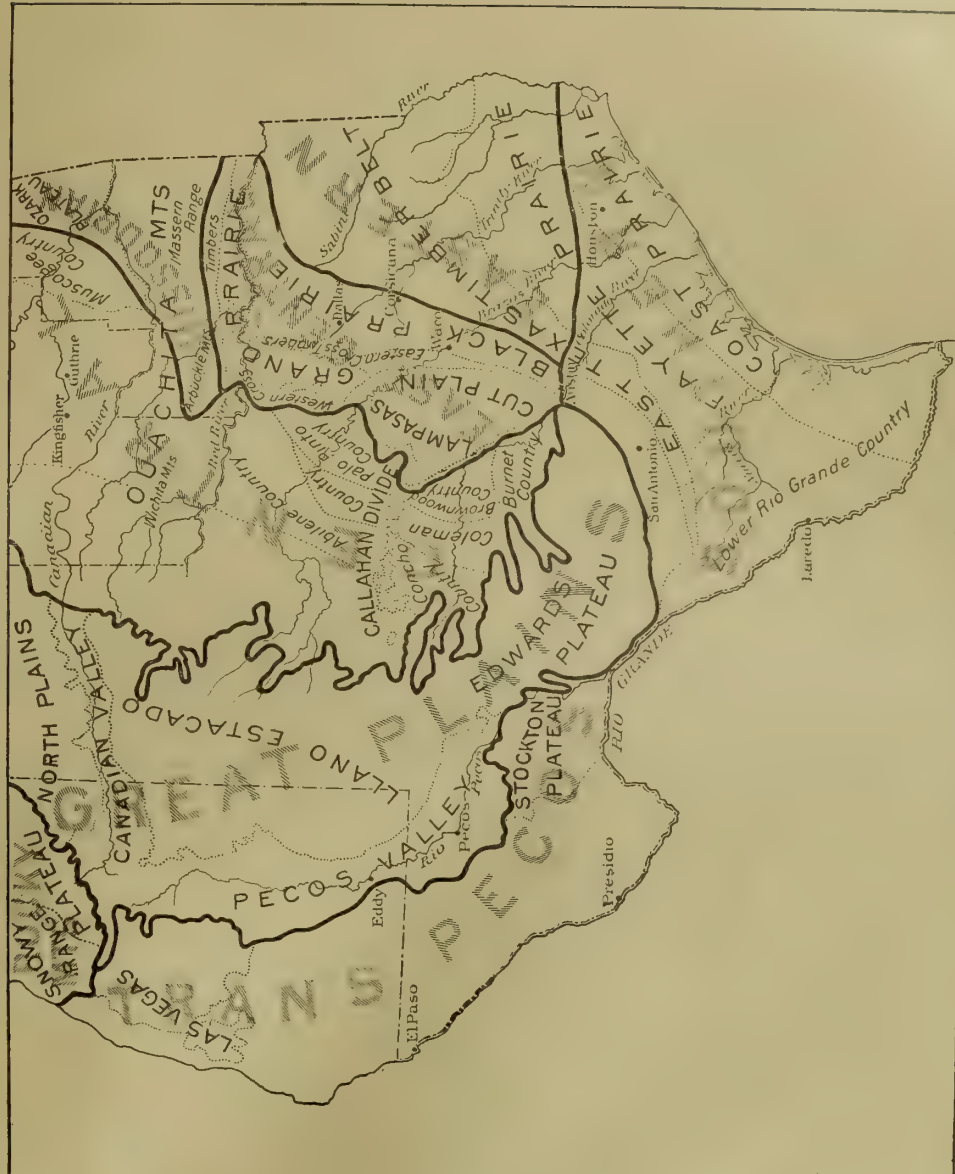 SNOWY
RANGE
PLATEAU
NORTH PLAINS
CANADIAN VALLEY
GREAT PLAINS
LLANO ESTACADO
PECOS VALLEY
LAS VEGAS
TRANS PECOS
Eddy
El Paso
Rio
Pecos
Pecos
STOCKTON
PLATEAU
EDWARDS
PLATEAU
Presidio
RIO
GRANDE
OZARK
PLATEAU
Muscogee
Country
OUACHITA MTS
Massern
Range
Arbuckle Mts
Wichita Mts
Kingfisher
Guthrie
Canadian
River
Red River
Timbers
GRAND PRAIRIE
Western Cross
Eastern Cross Timbers
BLACK PRAIRIE
LAMPASAS
CUT PLAIN
Abilene Country
Palo Pinto
Country
Country
CALLAHAN DIVIDE
Concho
Country
Coleman
Brownwood
Country
Burnet
Country
Dallas
Corsicana
Waco
Austin
San Antonio
Houston
Laredo
Sabine
River
Trinity Riv.
Brazos River
TIMBER BELT
EAST TEXAS PRAIRIE
FAYETTE PRAIRIE
COAST PRAIRIE
Lower Rio Grande Country